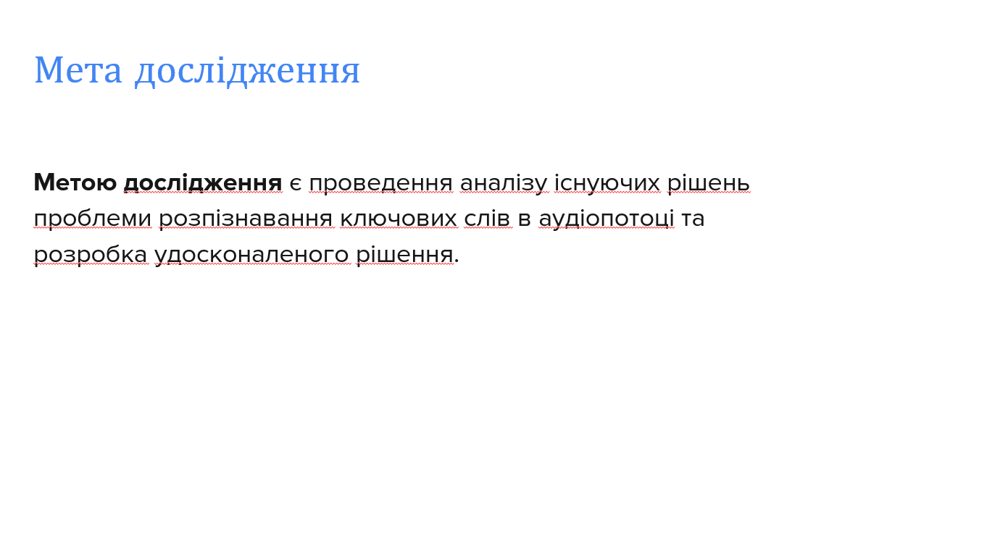 Мета дослідження
Метою дослідження є проведення аналізу існуючих рішень
проблеми розпізнавання ключових слів в аудіопотоці та
розробка удосконаленого рішення.